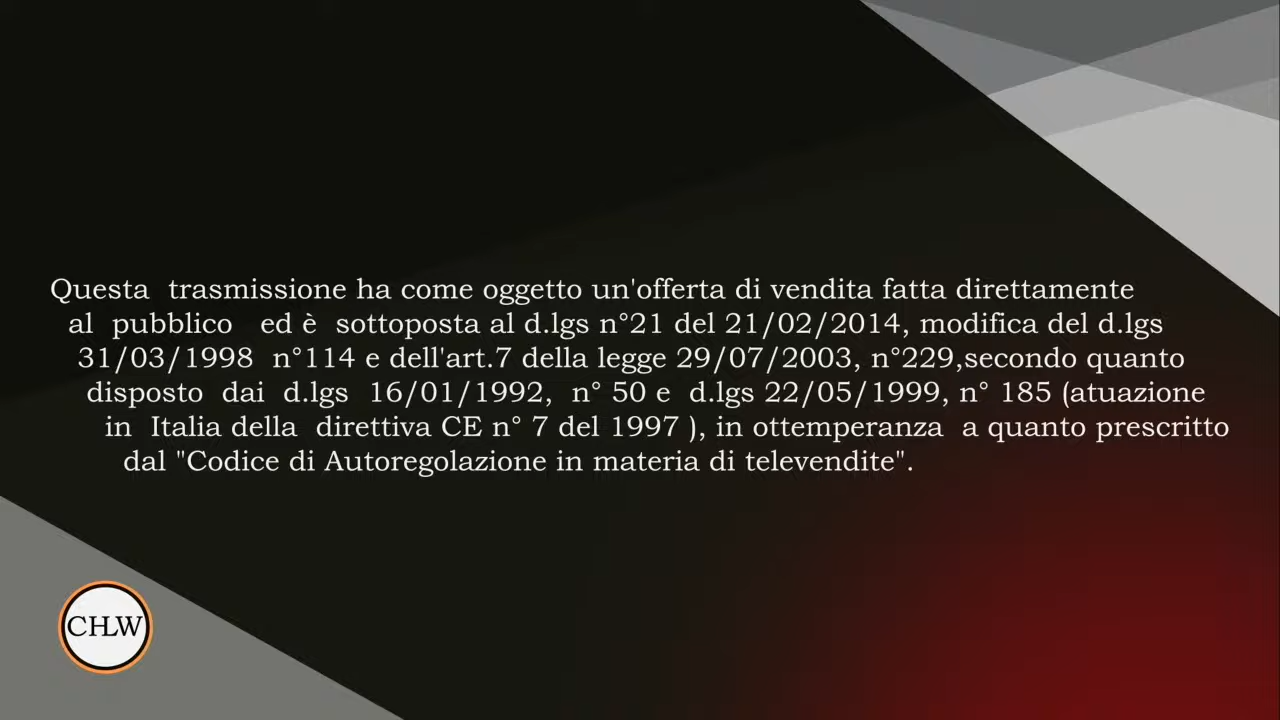 Questa trasmissione ha come oggetto un'offerta di vendita fatta direttamente
al pubblico ed è sottoposta al d.lgs n°21 del 21/02/2014, modifica del d.lgs
31/03/1998 n°114 e dell'art.7 della legge 29/07/2003, n°229,secondo quanto
disposto dai d.lgs 16/01/1992, n° 50 e d.lgs 22/05/1999, n° 185 (atuazione
in Italia della direttiva CE n° 7 del 1997 ), in ottemperanza a quanto prescritto
dal "Codice di Autoregolazione in materia di televendite".
CHLW